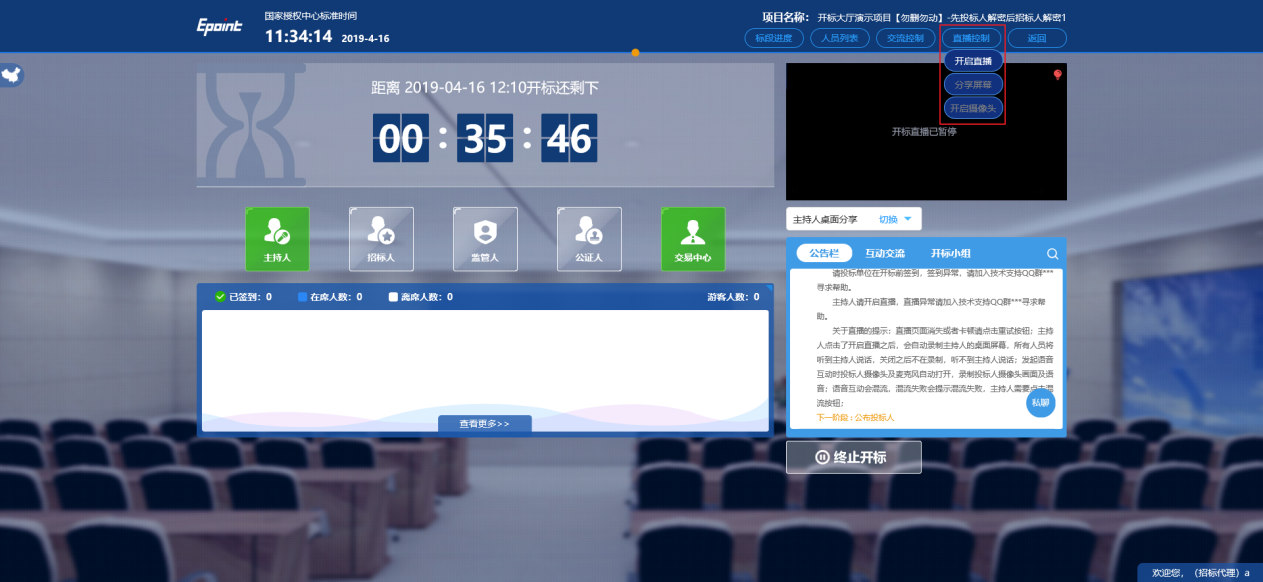 Epoint
国家授权中心标准时间
11:34:14 2019-4-16
项目名称： 开标大厅演示项目【勿删勿动】-先投标人解密后招标人解密1
标段进度 人员列表 交流控制 直播控制 返回
开启直播
分享屏幕
开启摄像头
距离 2019-04-16 12:10开标还剩下
00 : 35 : 46
开标直播已暂停
主持人 招标人 监管人 公证人 交易中心
主持人桌面分享 切换
已签到：0 在席人数：0 离席人数：0 游客人数：0
查看更多>>
公告栏 互动交流 开标小组
请投标单位在开标前签到，签到异常，请加入技术支持QQ群***
寻求帮助。
主持人请开启直播，直播异常请加入技术支持QQ群***寻求帮
助。
关于直播的提示：直播页面消失或者卡顿请点击重试按钮；主持
人点击了开启直播之后，会自动录制主持人的桌面屏幕，所有人员将
听到主持人说话，关闭之后不在录制，听不到主持人说话；发起语音
互动时投标人摄像头及麦克风自动打开，录制投标人摄像头画面及语
音；语音互动会混流，混流失败会提示混流失败，主持人需要点击混
流按钮；
下一阶段：公布投标人
私聊
终止开标
欢迎您，（招标代理）a